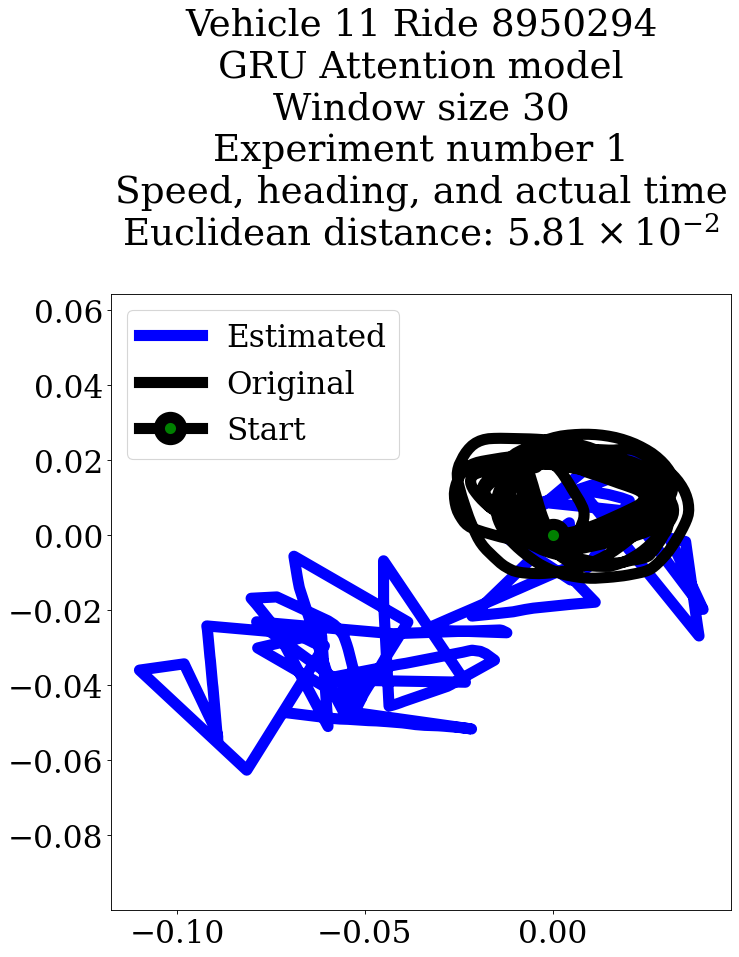 Vehicle 11 Ride 8950294
GRU Attention model
Window size 30
Experiment number 1
Speed, heading, and actual time
Euclidean distance: 5.81 × 10⁻²
0.06
0.04
0.02
0.00
−0.02
−0.04
−0.06
−0.08
Estimated
Original
Start
−0.10
−0.05
0.00